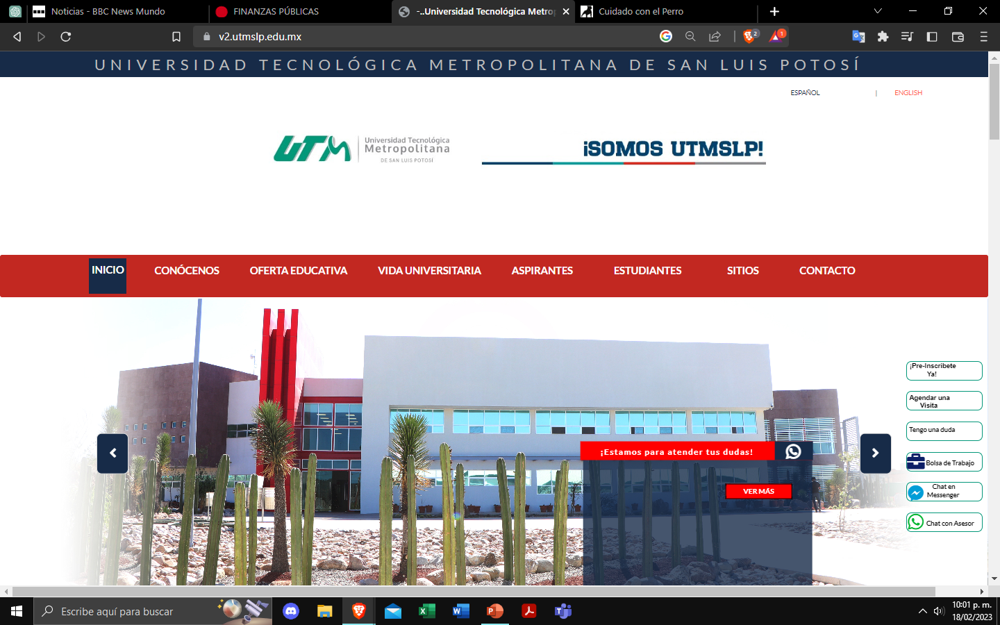 Noticias - BBC News Mundo
FINANZAS PÚBLICAS
-..Universidad Tecnológica Metrop
Cuidado con el Perro
v2.utmslp.edu.mx
2
1
UNIVERSIDAD TECNOLÓGICA METROPOLITANA DE SAN LUIS POTOSÍ
ESPAÑOL | ENGLISH
UTM
Universidad Tecnológica
Metropolitana
DE SAN LUIS POTOSÍ
¡SOMOS UTMSLP!
INICIO CONÓCENOS OFERTA EDUCATIVA VIDA UNIVERSITARIA ASPIRANTES ESTUDIANTES SITIOS CONTACTO
¡Pre-Inscribete
Ya!
Agendar una
Visita
Tengo una duda
Bolsa de Trabajo
Chat en
Messenger
Chat con Asesor
¡Estamos para atender tus dudas!
VER MÁS
Escribe aquí para buscar
10:01 p. m.
18/02/2023